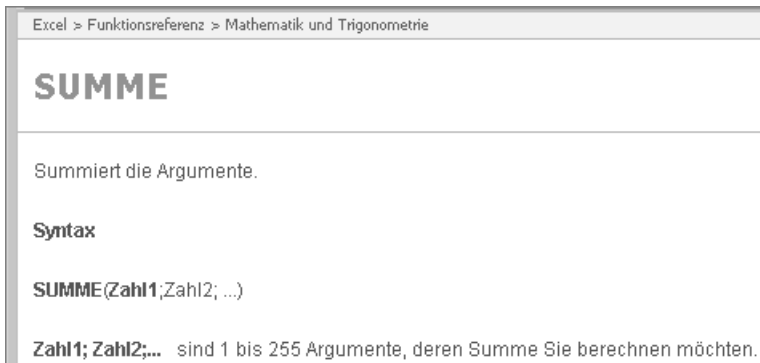 Excel > Funktionsreferenz > Mathematik und Trigonometrie
SUMME
Summiert die Argumente.
Syntax
SUMME(Zahl1;Zahl2; ...)
Zahl1; Zahl2;... sind 1 bis 255 Argumente, deren Summe Sie berechnen möchten.